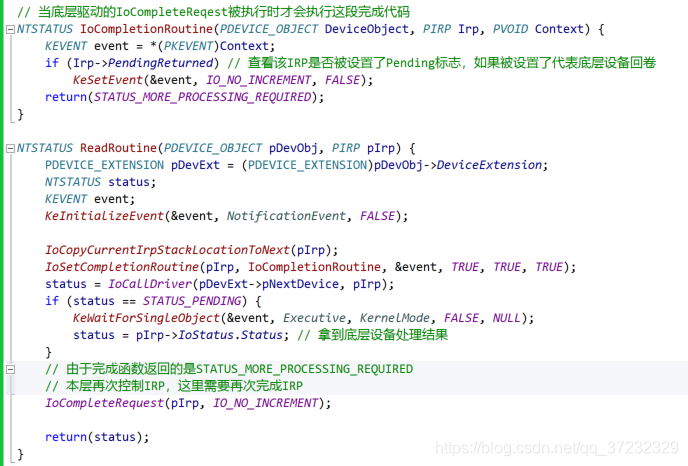 // 当底层驱动的IoCompleteReqest被执行时才会执行这段完成代码
NTSTATUS IoCompletionRoutine(PDEVICE_OBJECT DeviceObject, PIRP Irp, PVOID Context) {
    KEVENT event = *(PKEVENT)Context;
    if (Irp->PendingReturned) // 查看该IRP是否被设置了Pending标志，如果被设置了代表底层设备回卷
        KeSetEvent(&event, IO_NO_INCREMENT, FALSE);
    return(STATUS_MORE_PROCESSING_REQUIRED);
}
NTSTATUS ReadRoutine(PDEVICE_OBJECT pDevObj, PIRP pIrp) {
    PDEVICE_EXTENSION pDevExt = (PDEVICE_EXTENSION)pDevObj->DeviceExtension;
    NTSTATUS status;
    KEVENT event;
    KeInitializeEvent(&event, NotificationEvent, FALSE);
    IoCopyCurrentIrpStackLocationToNext(pIrp);
    IoSetCompletionRoutine(pIrp, IoCompletionRoutine, &event, TRUE, TRUE, TRUE);
    status = IoCallDriver(pDevExt->pNextDevice, pIrp);
    if (status == STATUS_PENDING) {
        KeWaitForSingleObject(&event, Executive, KernelMode, FALSE, NULL);
        status = pIrp->IoStatus.Status; // 拿到底层设备处理结果
    }
    // 由于完成函数返回的是STATUS_MORE_PROCESSING_REQUIRED
    // 本层再次控制IRP，这里需要再次完成IRP
    IoCompleteRequest(pIrp, IO_NO_INCREMENT);
    return(status);
}
https://blog.csdn.net/qq_37232329